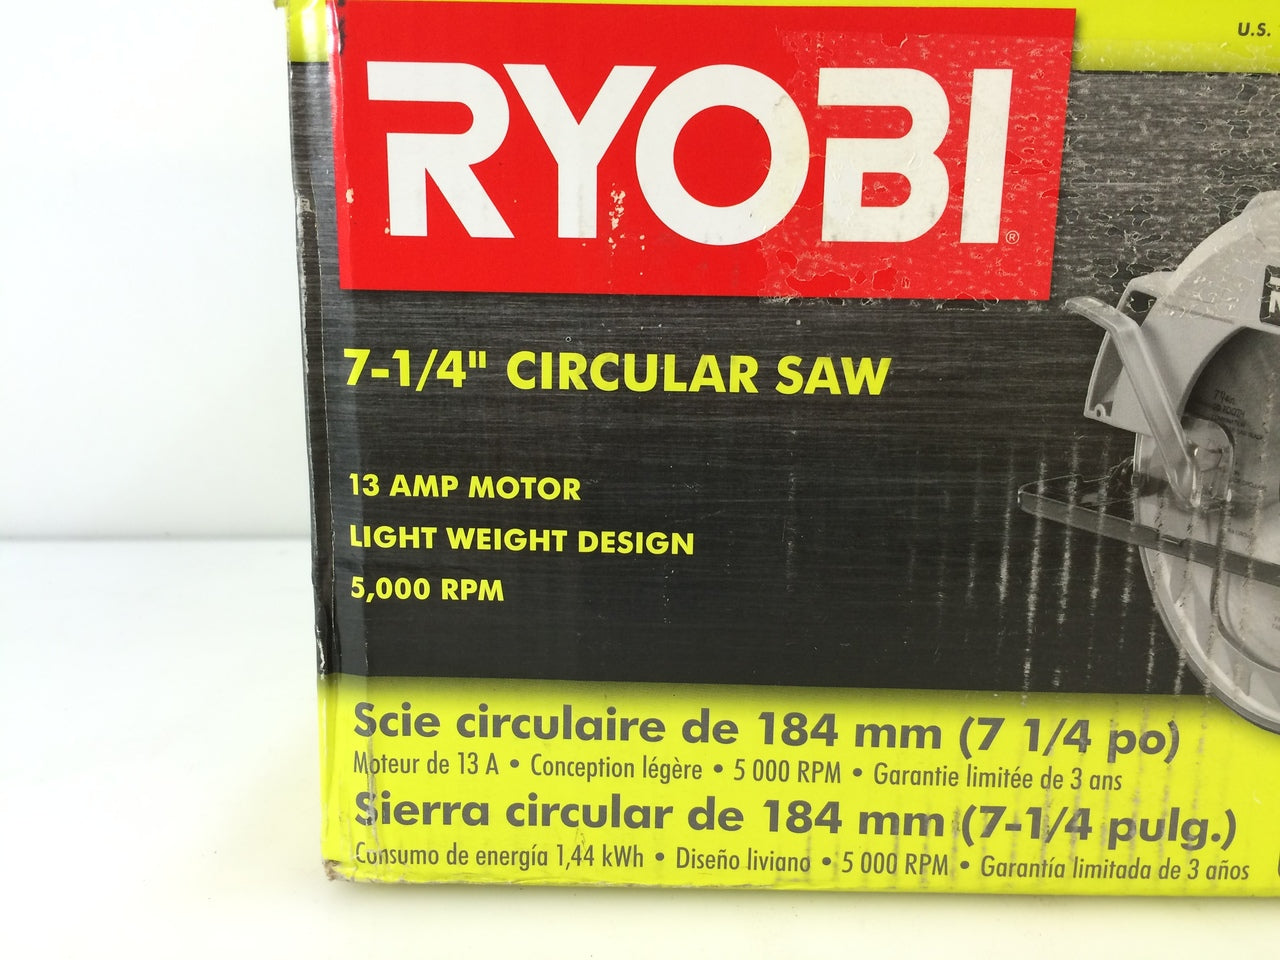 U.S.
RYOBI®
7-1/4" CIRCULAR SAW
13 AMP MOTOR
LIGHT WEIGHT DESIGN
5,000 RPM
7 1/4in.
Scie circulaire de 184 mm (7 1/4 po)
Moteur de 13 A • Conception légère • 5 000 RPM • Garantie limitée de 3 ans
Sierra circular de 184 mm (7-1/4 pulg.)
Consumo de energía 1,44 kWh • Diseño liviano • 5 000 RPM • Garantía limitada de 3 años